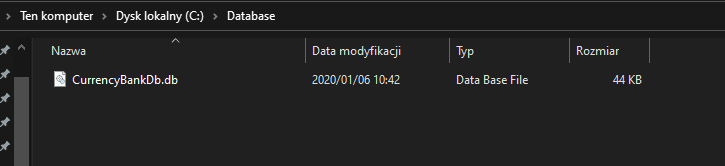 Ten komputer > Dysk lokalny (C:) > Database
Nazwa Data modyfikacji Typ Rozmiar
CurrencyBankDb.db 2020/01/06 10:42 Data Base File 44 KB